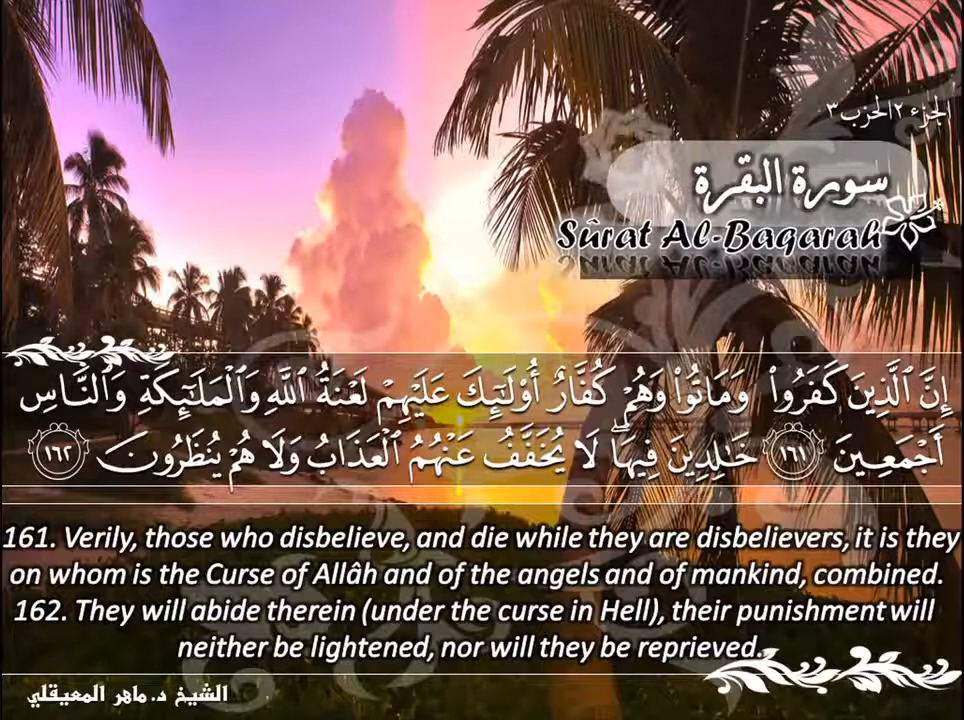 الجزء ٢ الحزب ٣
سورة البقرة
Sûrat Al-Baqarah
إِنَّ ٱلَّذِينَ كَفَرُوا۟ وَمَاتُوا۟ وَهُمْ كُفَّارٌ أُو۟لَـٰٓئِكَ عَلَيْهِمْ لَعْنَةُ ٱللَّهِ وَٱلْمَلَـٰٓئِكَةِ وَٱلنَّاسِ
أَجْمَعِينَ ١٦١ خَـٰلِدِينَ فِيهَا ۖ لَا يُخَفَّفُ عَنْهُمُ ٱلْعَذَابُ وَلَا هُمْ يُنظَرُونَ ١٦٢
161. Verily, those who disbelieve, and die while they are disbelievers, it is they
on whom is the Curse of Allâh and of the angels and of mankind, combined.
162. They will abide therein (under the curse in Hell), their punishment will
neither be lightened, nor will they be reprieved.
الشيخ د. ماهر المعيقلي